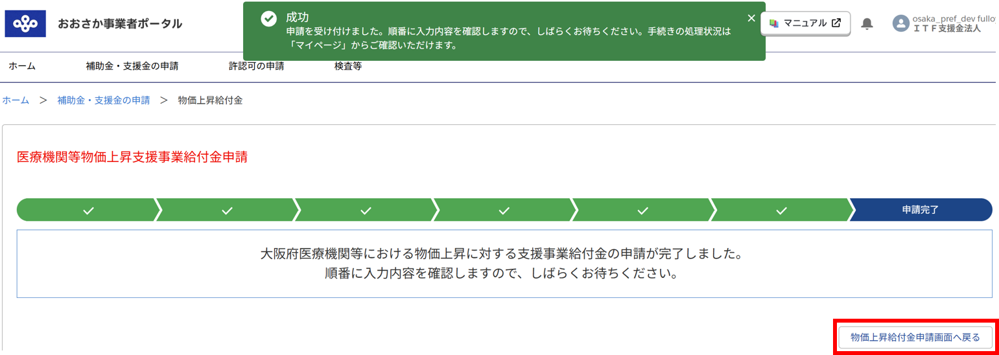 おおさか事業者ポータル
成功
申請を受け付けました。順番に入力内容を確認しますので、しばらくお待ちください。手続きの処理状況は
「マイページ」からご確認いただけます。
マニュアル
osaka_pref_dev fullo
ＩＴＦ支援金法人
ホーム 補助金・支援金の申請 許認可の申請 検査等
ホーム ＞ 補助金・支援金の申請 ＞ 物価上昇給付金
医療機関等物価上昇支援事業給付金申請
申請完了
大阪府医療機関等における物価上昇に対する支援事業給付金の申請が完了しました。
順番に入力内容を確認しますので、しばらくお待ちください。
物価上昇給付金申請画面へ戻る